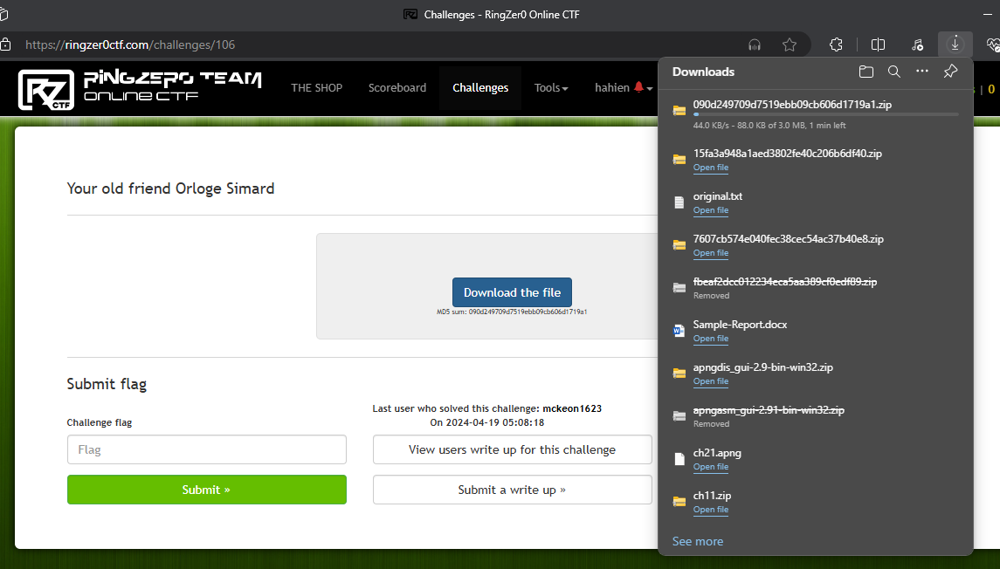 Challenges - RingZer0 Online CTF
https://ringzer0ctf.com/challenges/106
RZ CTF
RiNGZER0 TEAM
ONLiNE CTF
THE SHOP
Scoreboard
Challenges
Tools
hahien
| 0
Your old friend Orloge Simard
Download the file
MD5 sum: 090d249709d7519ebb09cb606d1719a1
Submit flag
Challenge flag
Flag
Submit »
Last user who solved this challenge: mckeon1623
On 2024-04-19 05:08:18
View users write up for this challenge
Submit a write up »
Downloads
090d249709d7519ebb09cb606d1719a1.zip
44.0 KB/s - 88.0 KB of 3.0 MB, 1 min left
15fa3a948a1aed3802fe40c206b6df40.zip
Open file
original.txt
Open file
7607cb574e040fec38cec54ac37b40e8.zip
Open file
fbeaf2dcc012234eca5aa389cf0edf89.zip
Removed
Sample-Report.docx
Open file
apngdis_gui-2.9-bin-win32.zip
Open file
apngasm_gui-2.91-bin-win32.zip
Removed
ch21.apng
Open file
ch11.zip
Open file
See more